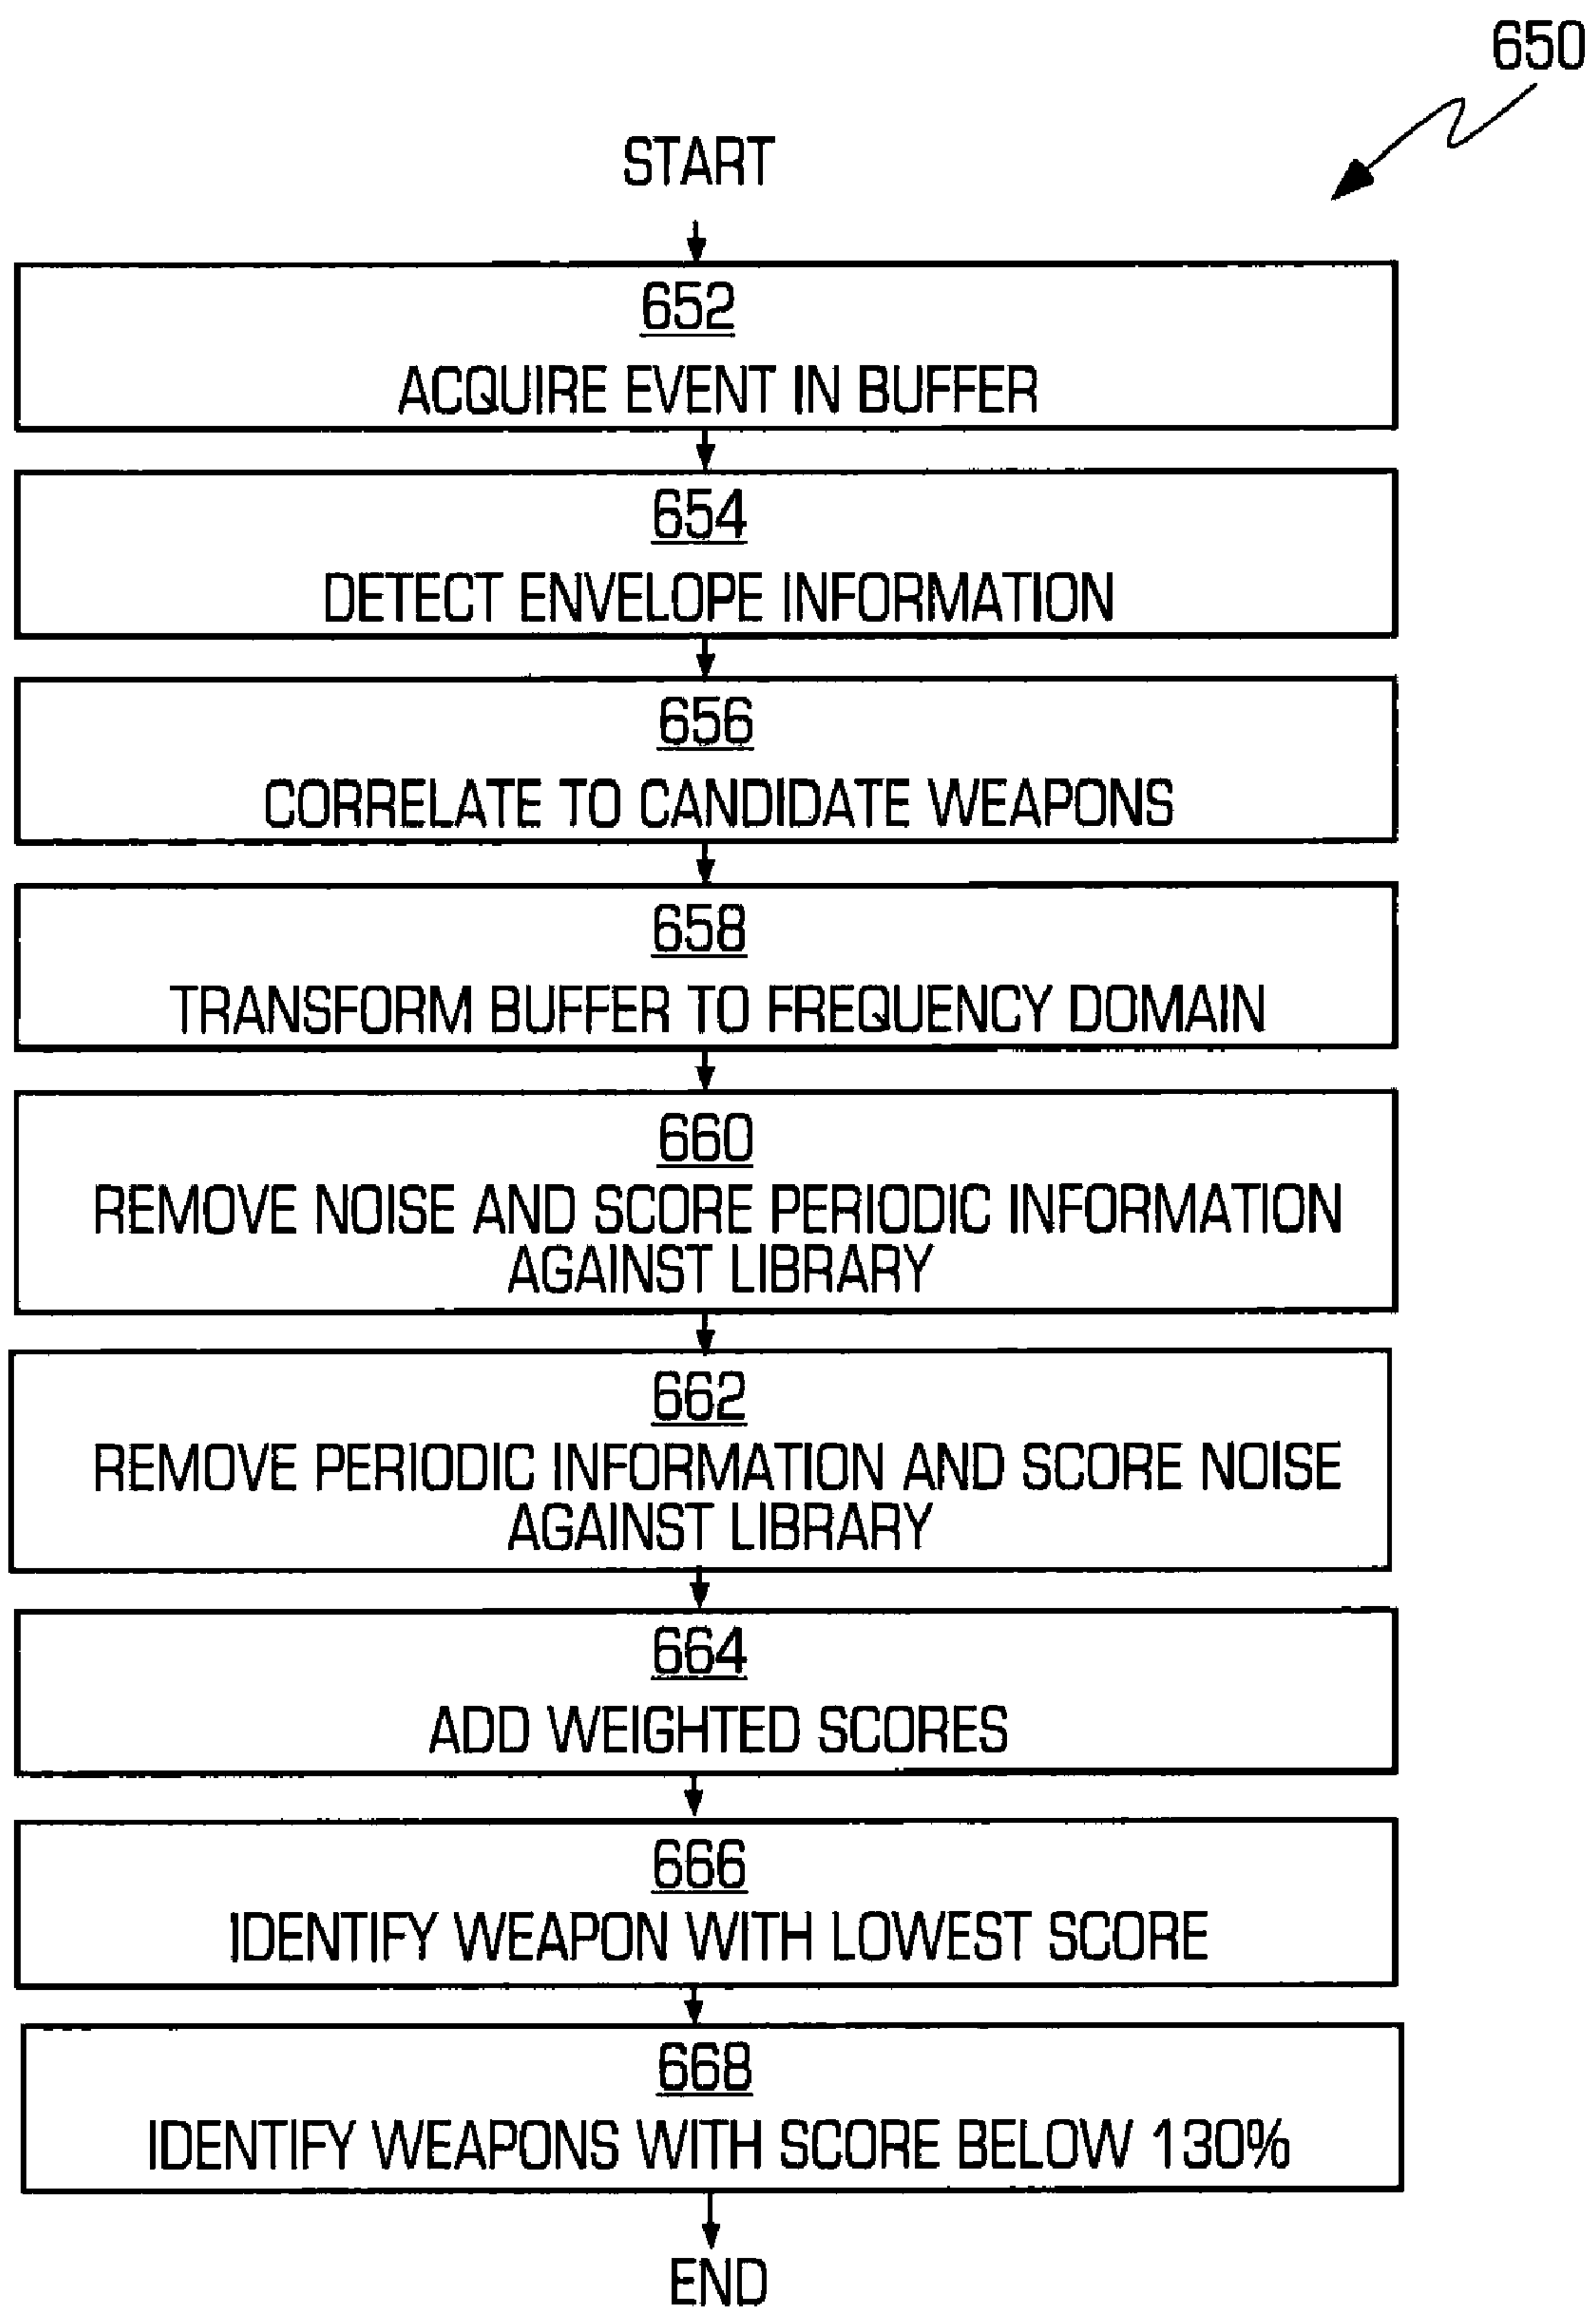 650
START
652
ACQUIRE EVENT IN BUFFER
654
DETECT ENVELOPE INFORMATION
656
CORRELATE TO CANDIDATE WEAPONS
658
TRANSFORM BUFFER TO FREQUENCY DOMAIN
660
REMOVE NOISE AND SCORE PERIODIC INFORMATION
AGAINST LIBRARY
662
REMOVE PERIODIC INFORMATION AND SCORE NOISE
AGAINST LIBRARY
664
ADD WEIGHTED SCORES
666
IDENTIFY WEAPON WITH LOWEST SCORE
668
IDENTIFY WEAPONS WITH SCORE BELOW 130%
END